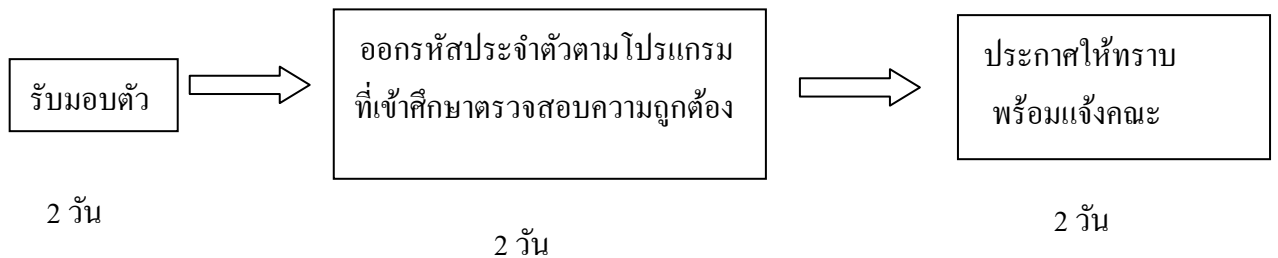 รับมอบตัว
ออกรหัสประจำตัวตามโปรแกรม
ที่เข้าศึกษาตรวจสอบความถูกต้อง
ประกาศให้ทราบ
พร้อมแจ้งคณะ
2 วัน
2 วัน
2 วัน